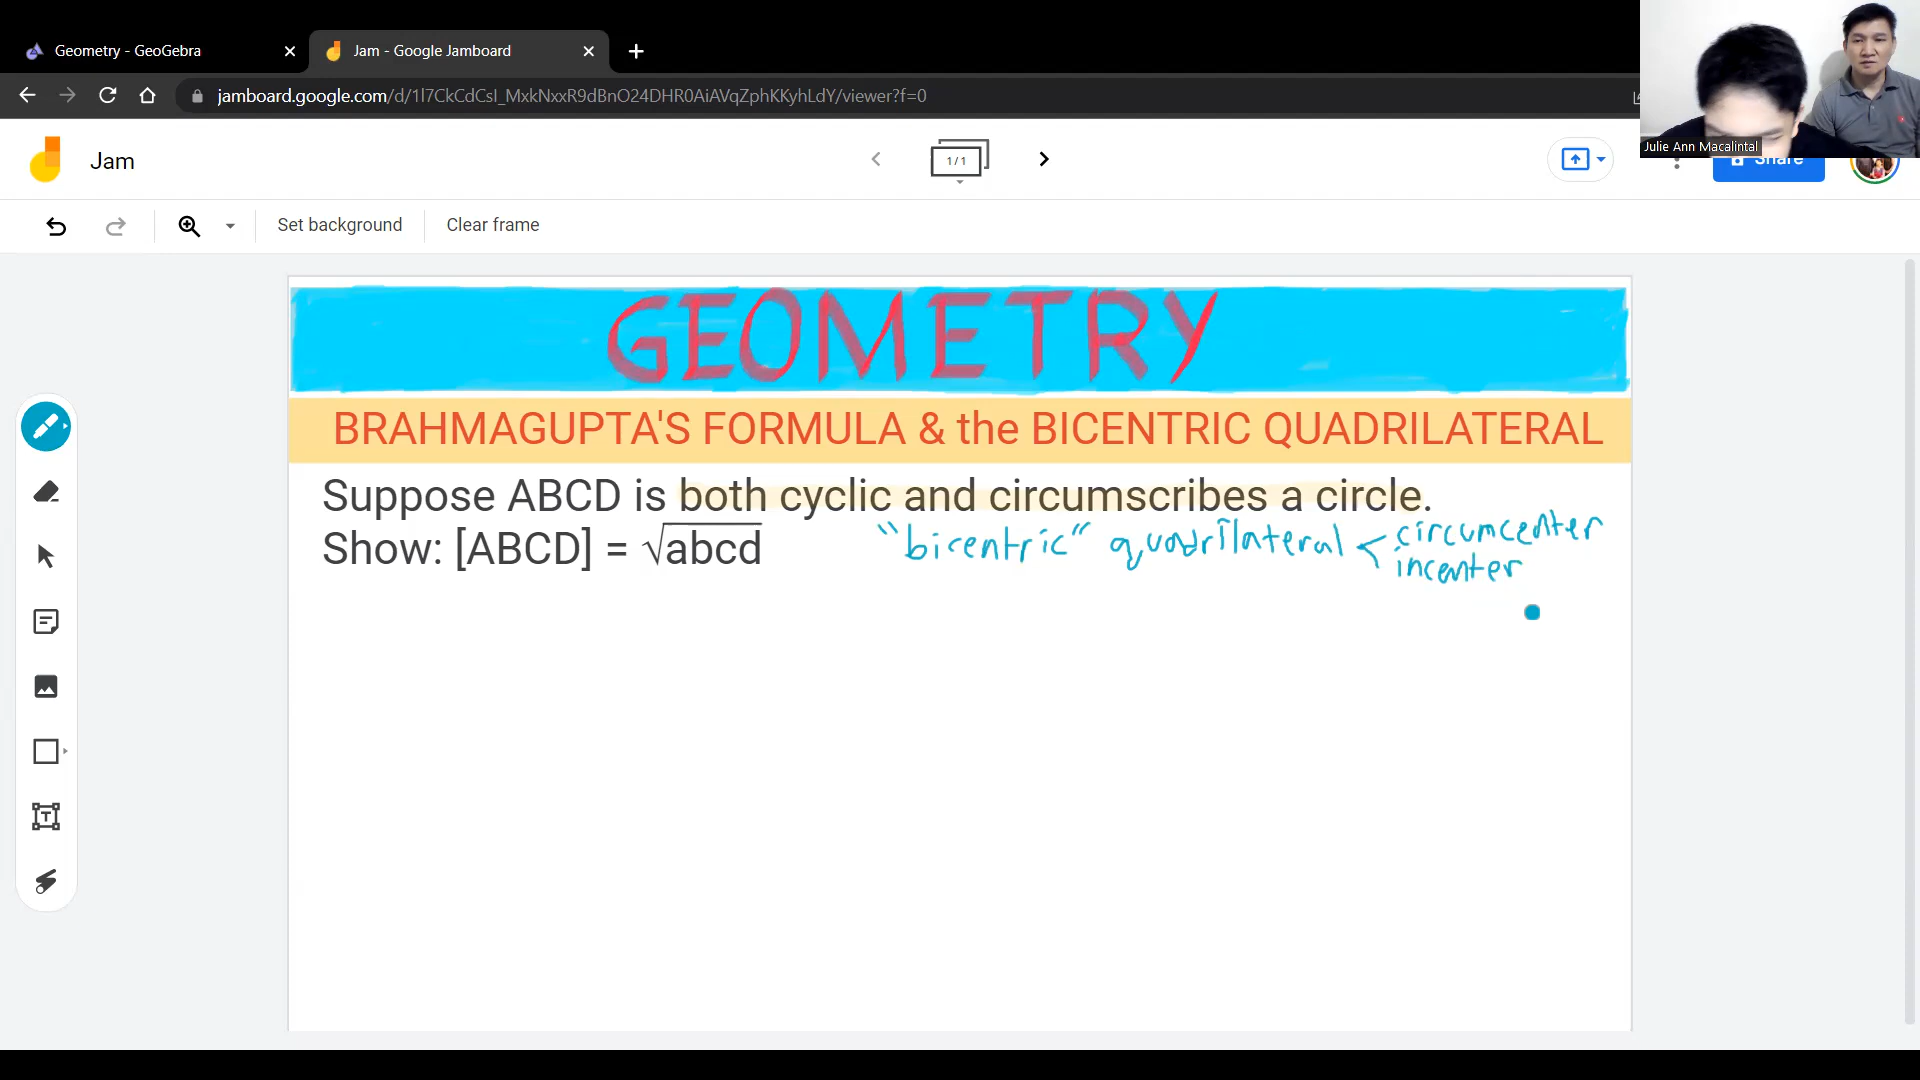 Geometry - GeoGebra
Jam - Google Jamboard
jamboard.google.com/d/1l7CkCdCsI_MxkNxxR9dBnO24DHR0AiAVqZphKKyhLdY/viewer?f=0
Julie Ann Macalintal
Jam
1 / 1
Share
Set background
Clear frame
GEOMETRY
BRAHMAGUPTA'S FORMULA & the BICENTRIC QUADRILATERAL
Suppose ABCD is both cyclic and circumscribes a circle.
Show: [ABCD] = √abcd
"bicentric" quadrilateral < circumcenter
incenter